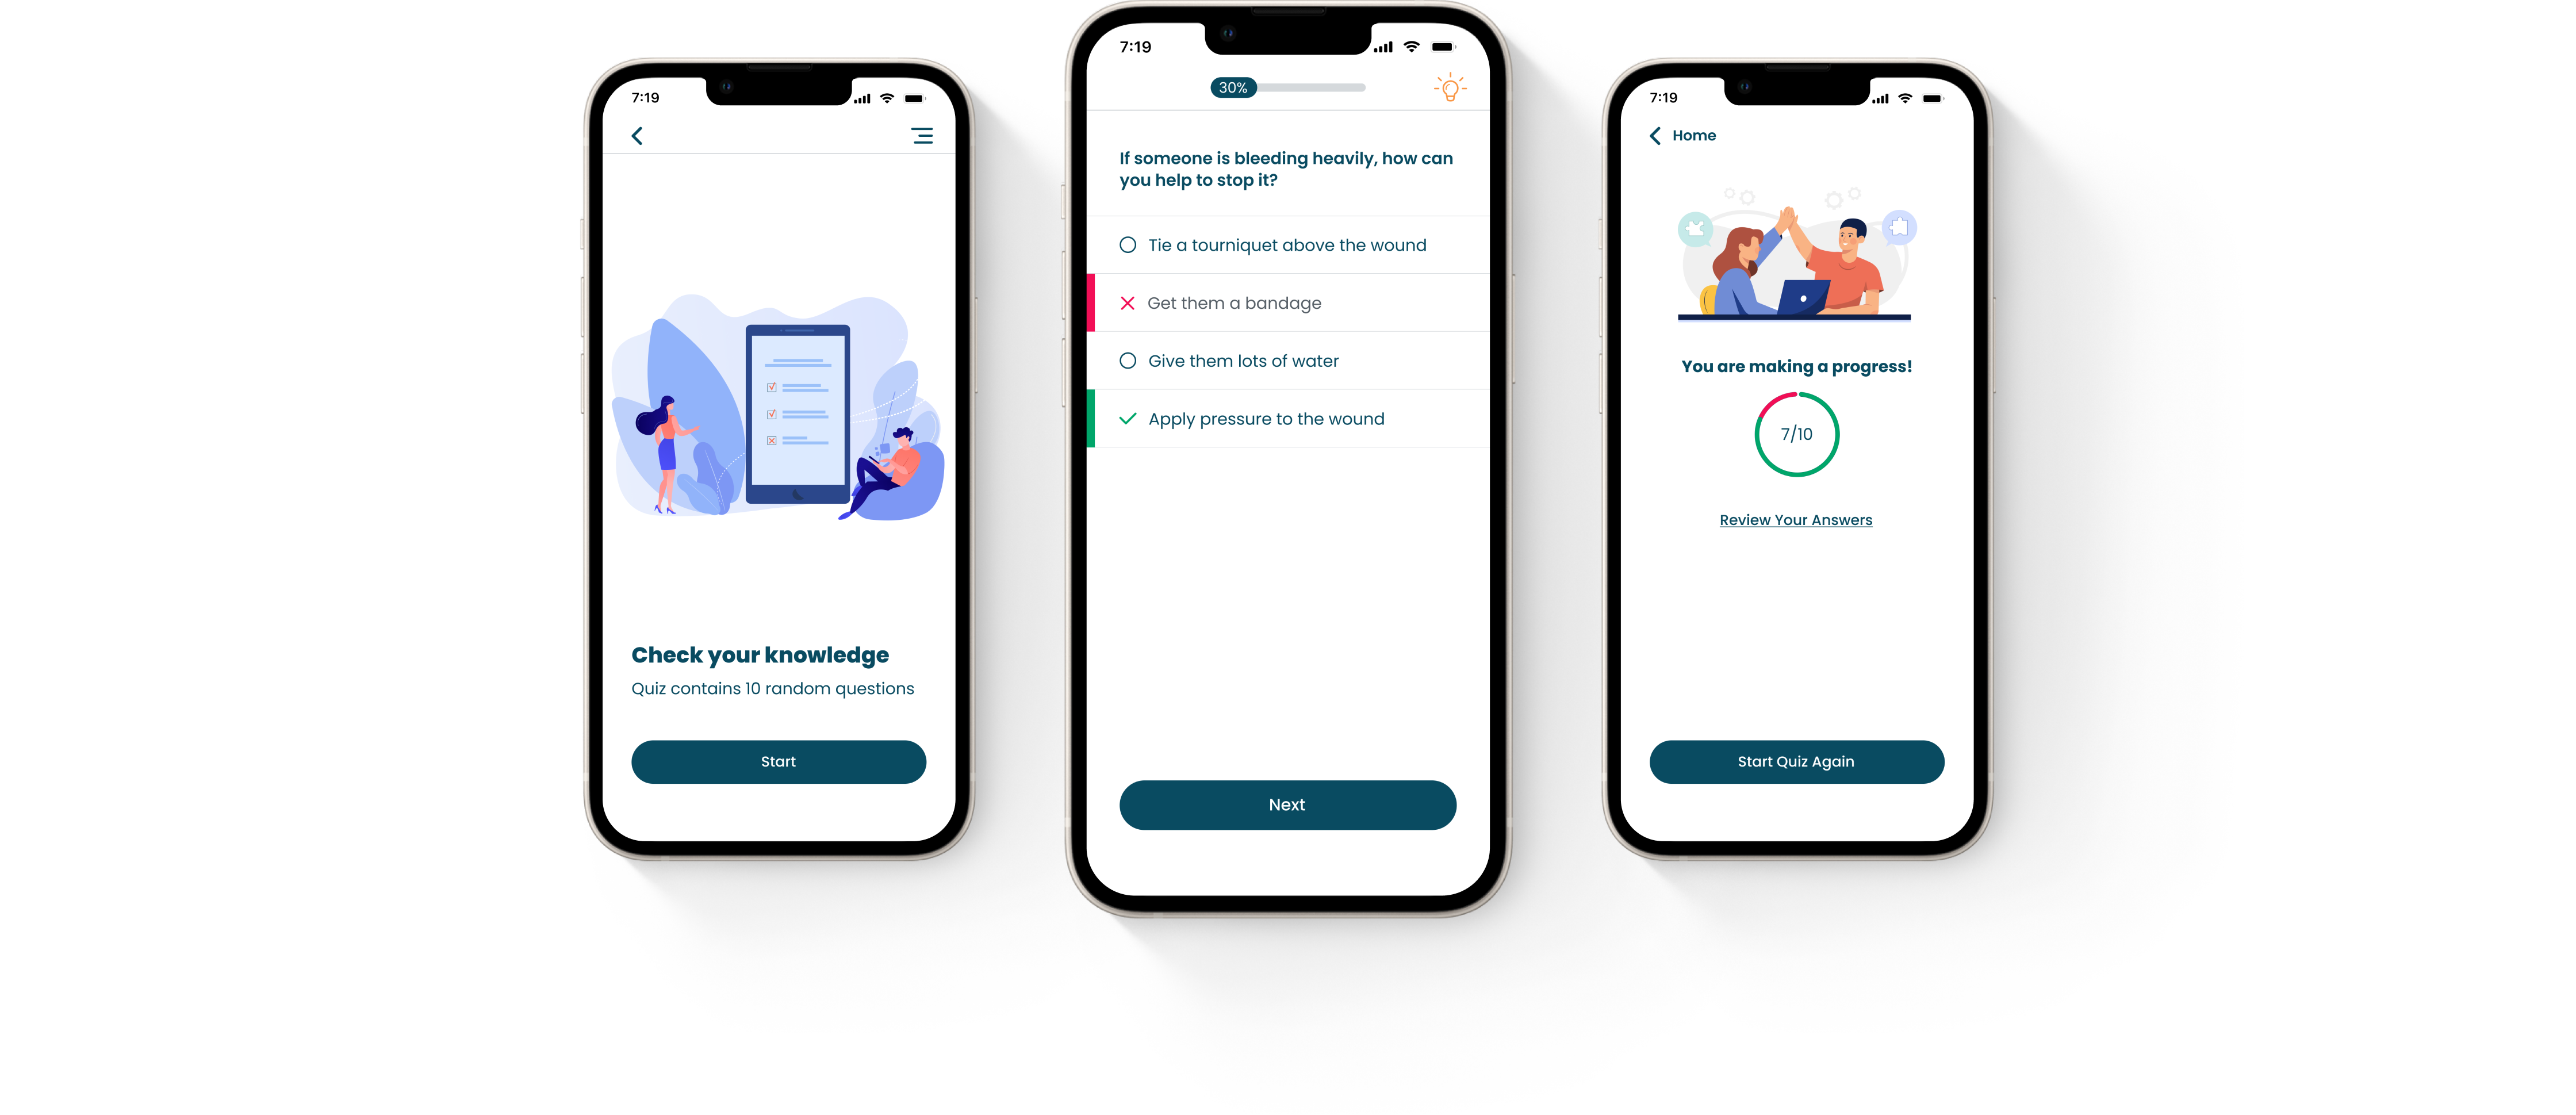 7:19
Check your knowledge
Quiz contains 10 random questions
Start
7:19
30%
If someone is bleeding heavily, how can
you help to stop it?
Tie a tourniquet above the wound
Get them a bandage
Give them lots of water
Apply pressure to the wound
Next
7:19
Home
You are making a progress!
7/10
Review Your Answers
Start Quiz Again